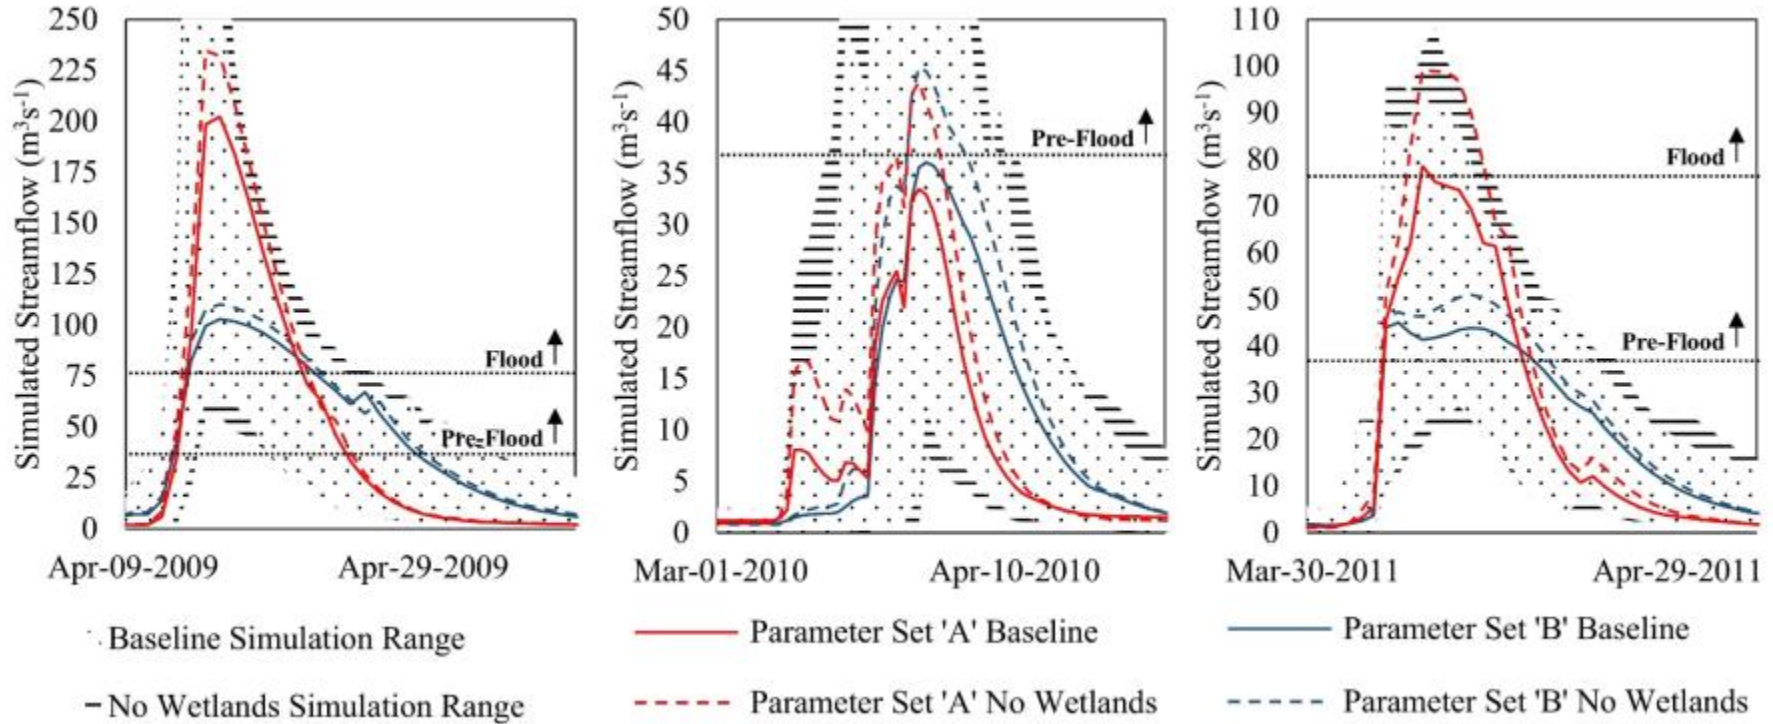 250
225
200
175
150
125
100
75
50
25
0
Simulated Streamflow (m³s⁻¹)
Flood
Pre-Flood
Apr-09-2009
Apr-29-2009
50
45
40
35
30
25
20
15
10
5
0
Simulated Streamflow (m³s⁻¹)
Pre-Flood
Mar-01-2010
Apr-10-2010
110
100
90
80
70
60
50
40
30
20
10
0
Simulated Streamflow (m³s⁻¹)
Flood
Pre-Flood
Mar-30-2011
Apr-29-2011
Baseline Simulation Range
Parameter Set 'A' Baseline
Parameter Set 'B' Baseline
No Wetlands Simulation Range
Parameter Set 'A' No Wetlands
Parameter Set 'B' No Wetlands